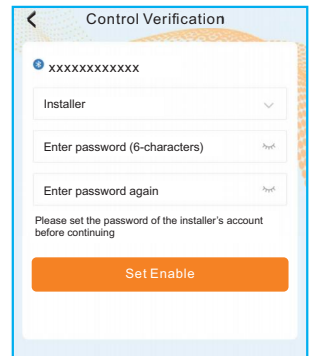 Control Verification
xxxxxxxxxxxx
Installer
Enter password (6-characters)
Enter password again
Please set the password of the installer's account
before continuing
Set Enable